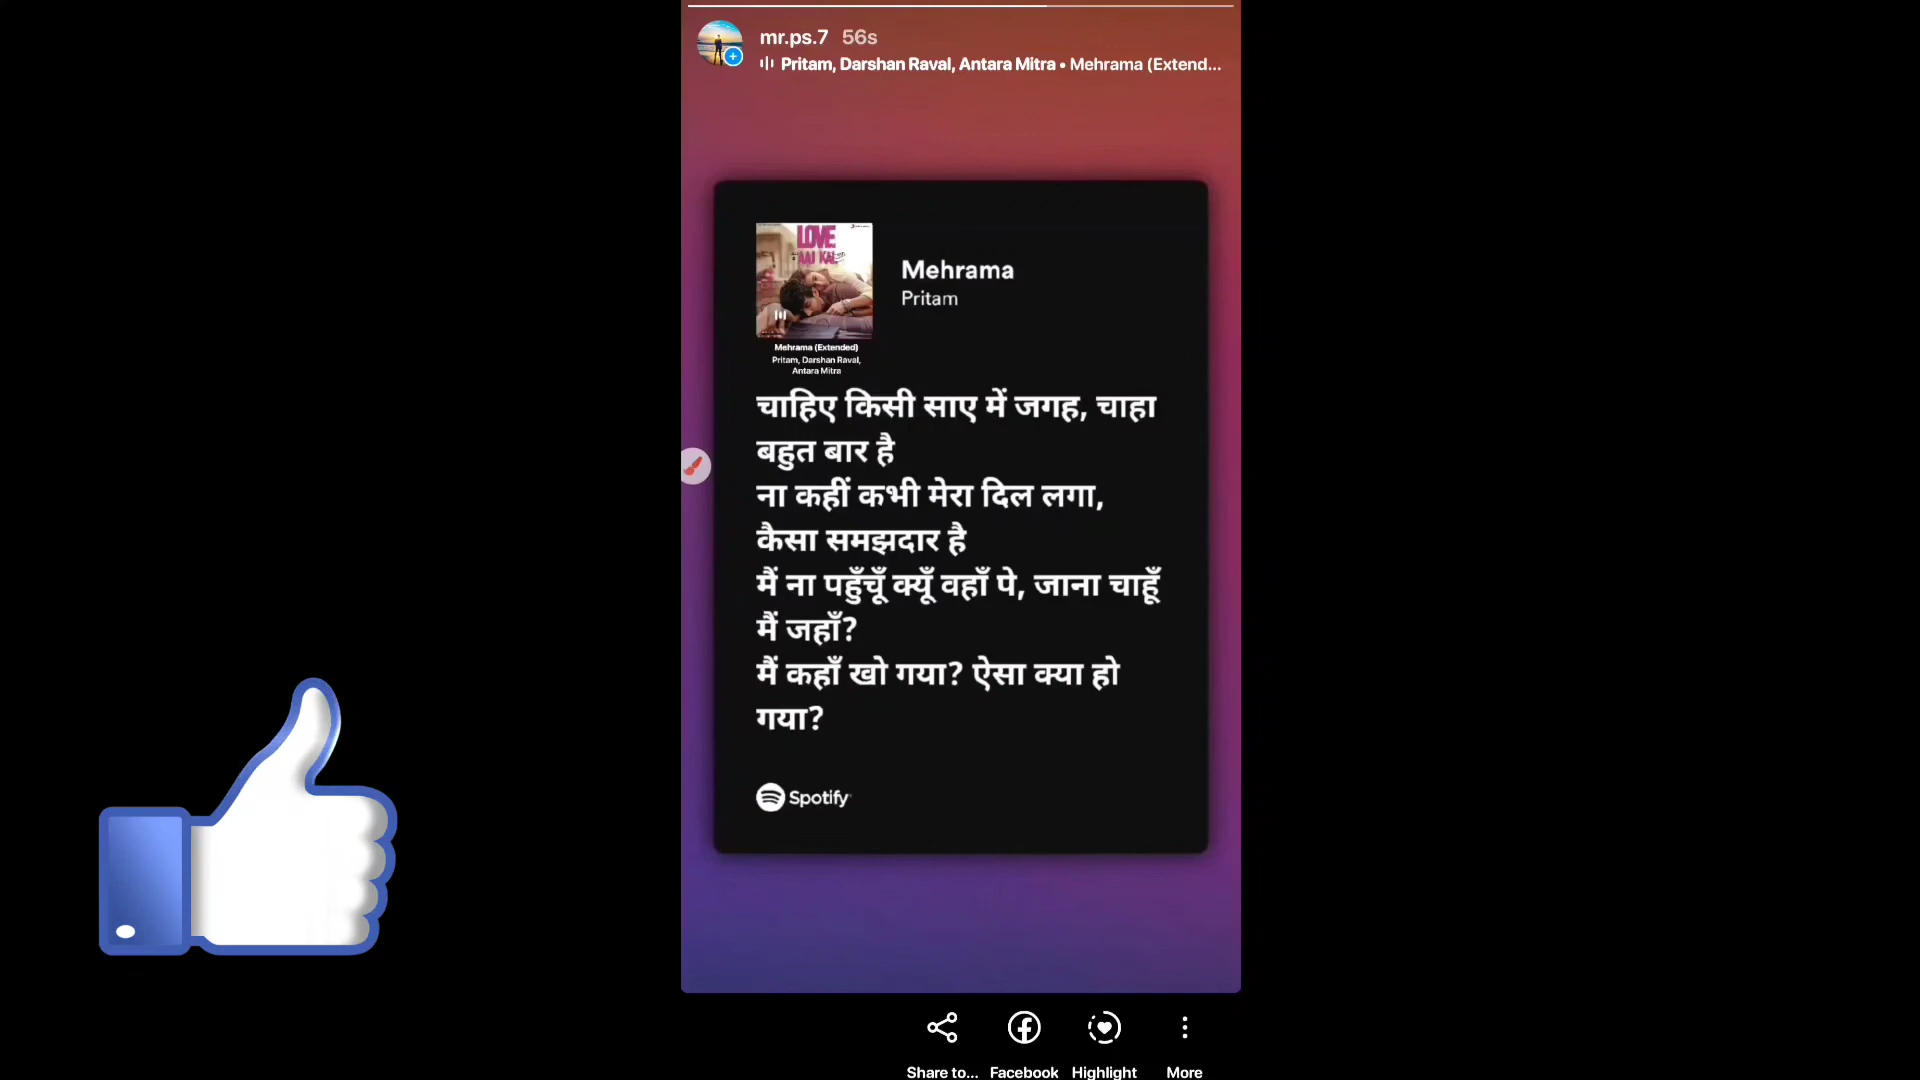 mr.ps.7 56s
Pritam, Darshan Raval, Antara Mitra • Mehrama (Extend...
LOVE
AAJ KAL
Mehrama
Pritam
Mehrama (Extended)
Pritam, Darshan Raval,
Antara Mitra
चाहिए किसी साए में जगह, चाहा
बहुत बार है
ना कहीं कभी मेरा दिल लगा,
कैसा समझदार है
मैं ना पहुँचूँ क्यूँ वहाँ पे, जाना चाहूँ
मैं जहाँ?
मैं कहाँ खो गया? ऐसा क्या हो
गया?
Spotify
Share to... Facebook Highlight More